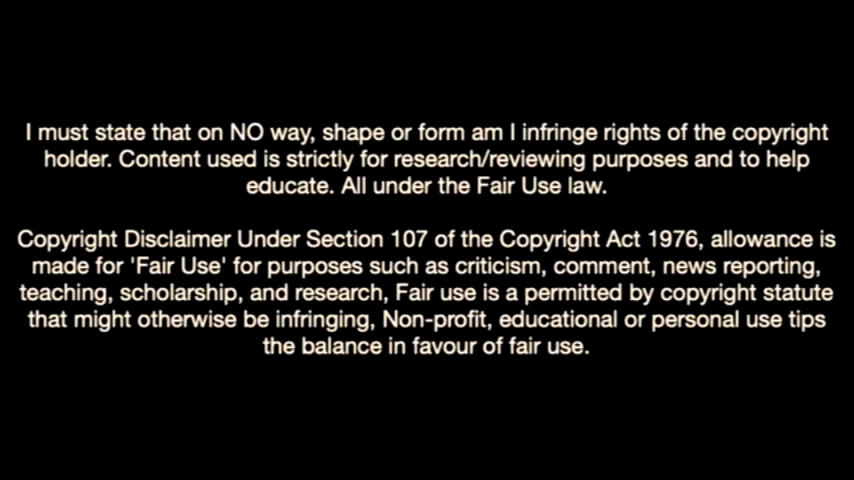 I must state that on NO way, shape or form am I infringe rights of the copyright
holder. Content used is strictly for research/reviewing purposes and to help
educate. All under the Fair Use law.
Copyright Disclaimer Under Section 107 of the Copyright Act 1976, allowance is
made for 'Fair Use' for purposes such as criticism, comment, news reporting,
teaching, scholarship, and research, Fair use is a permitted by copyright statute
that might otherwise be infringing, Non-profit, educational or personal use tips
the balance in favour of fair use.